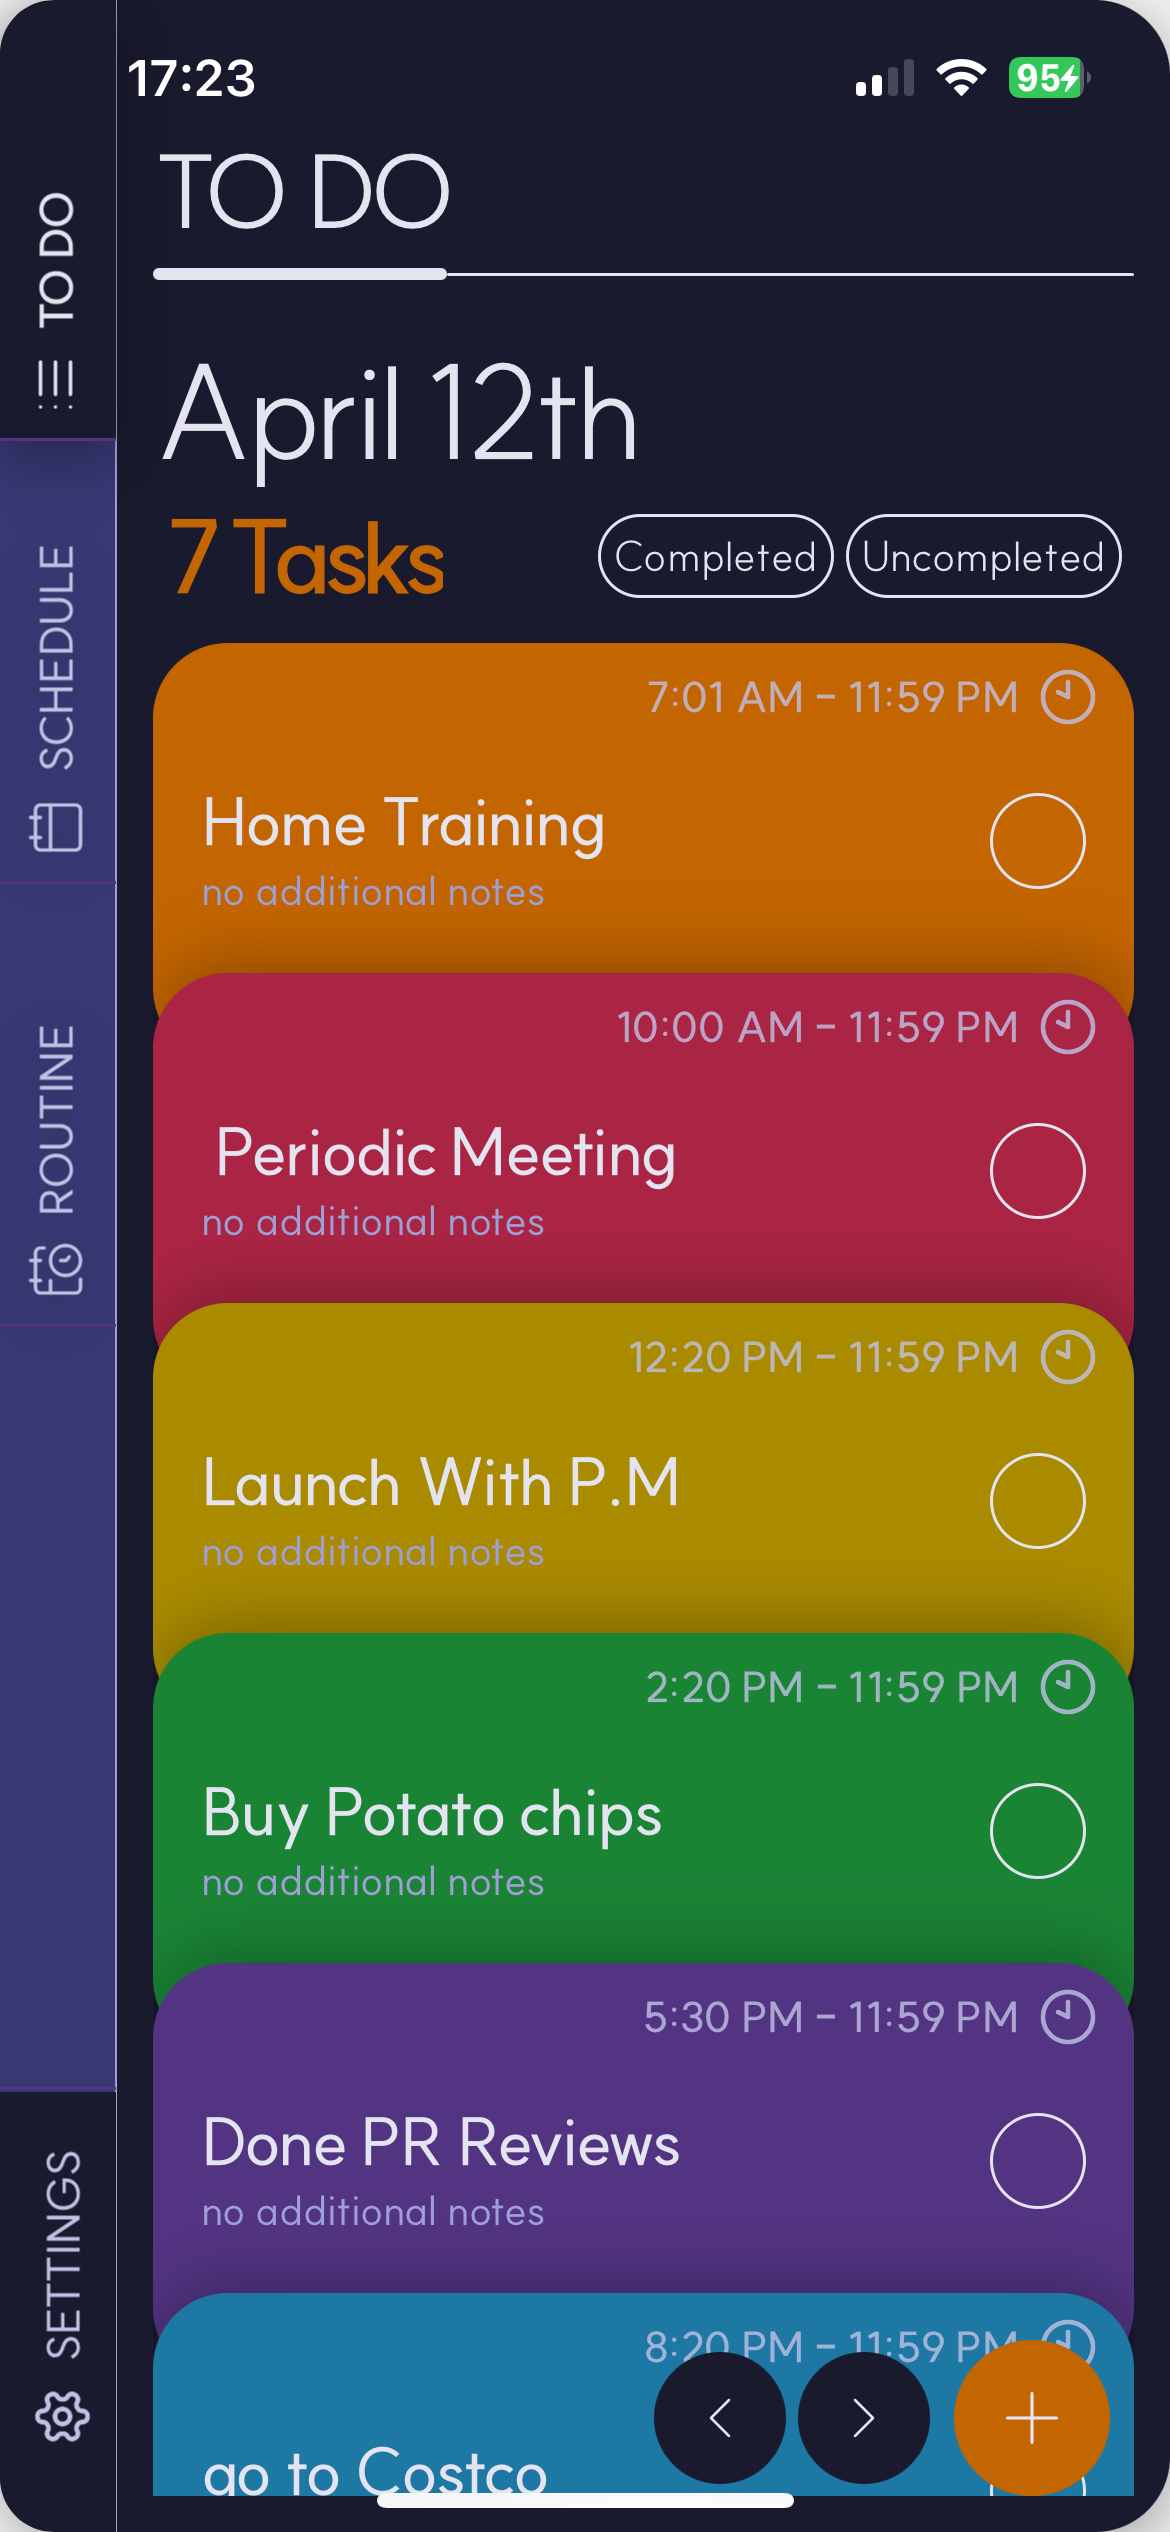 17:23
95
TO DO
TO DO
SCHEDULE
ROUTINE
SETTINGS
April 12th
7 Tasks
Completed
Uncompleted
7:01 AM – 11:59 PM
Home Training
no additional notes
10:00 AM – 11:59 PM
Periodic Meeting
no additional notes
12:20 PM – 11:59 PM
Launch With P.M
no additional notes
2:20 PM – 11:59 PM
Buy Potato chips
no additional notes
5:30 PM – 11:59 PM
Done PR Reviews
no additional notes
8:20 PM – 11:59 PM
go to Costco